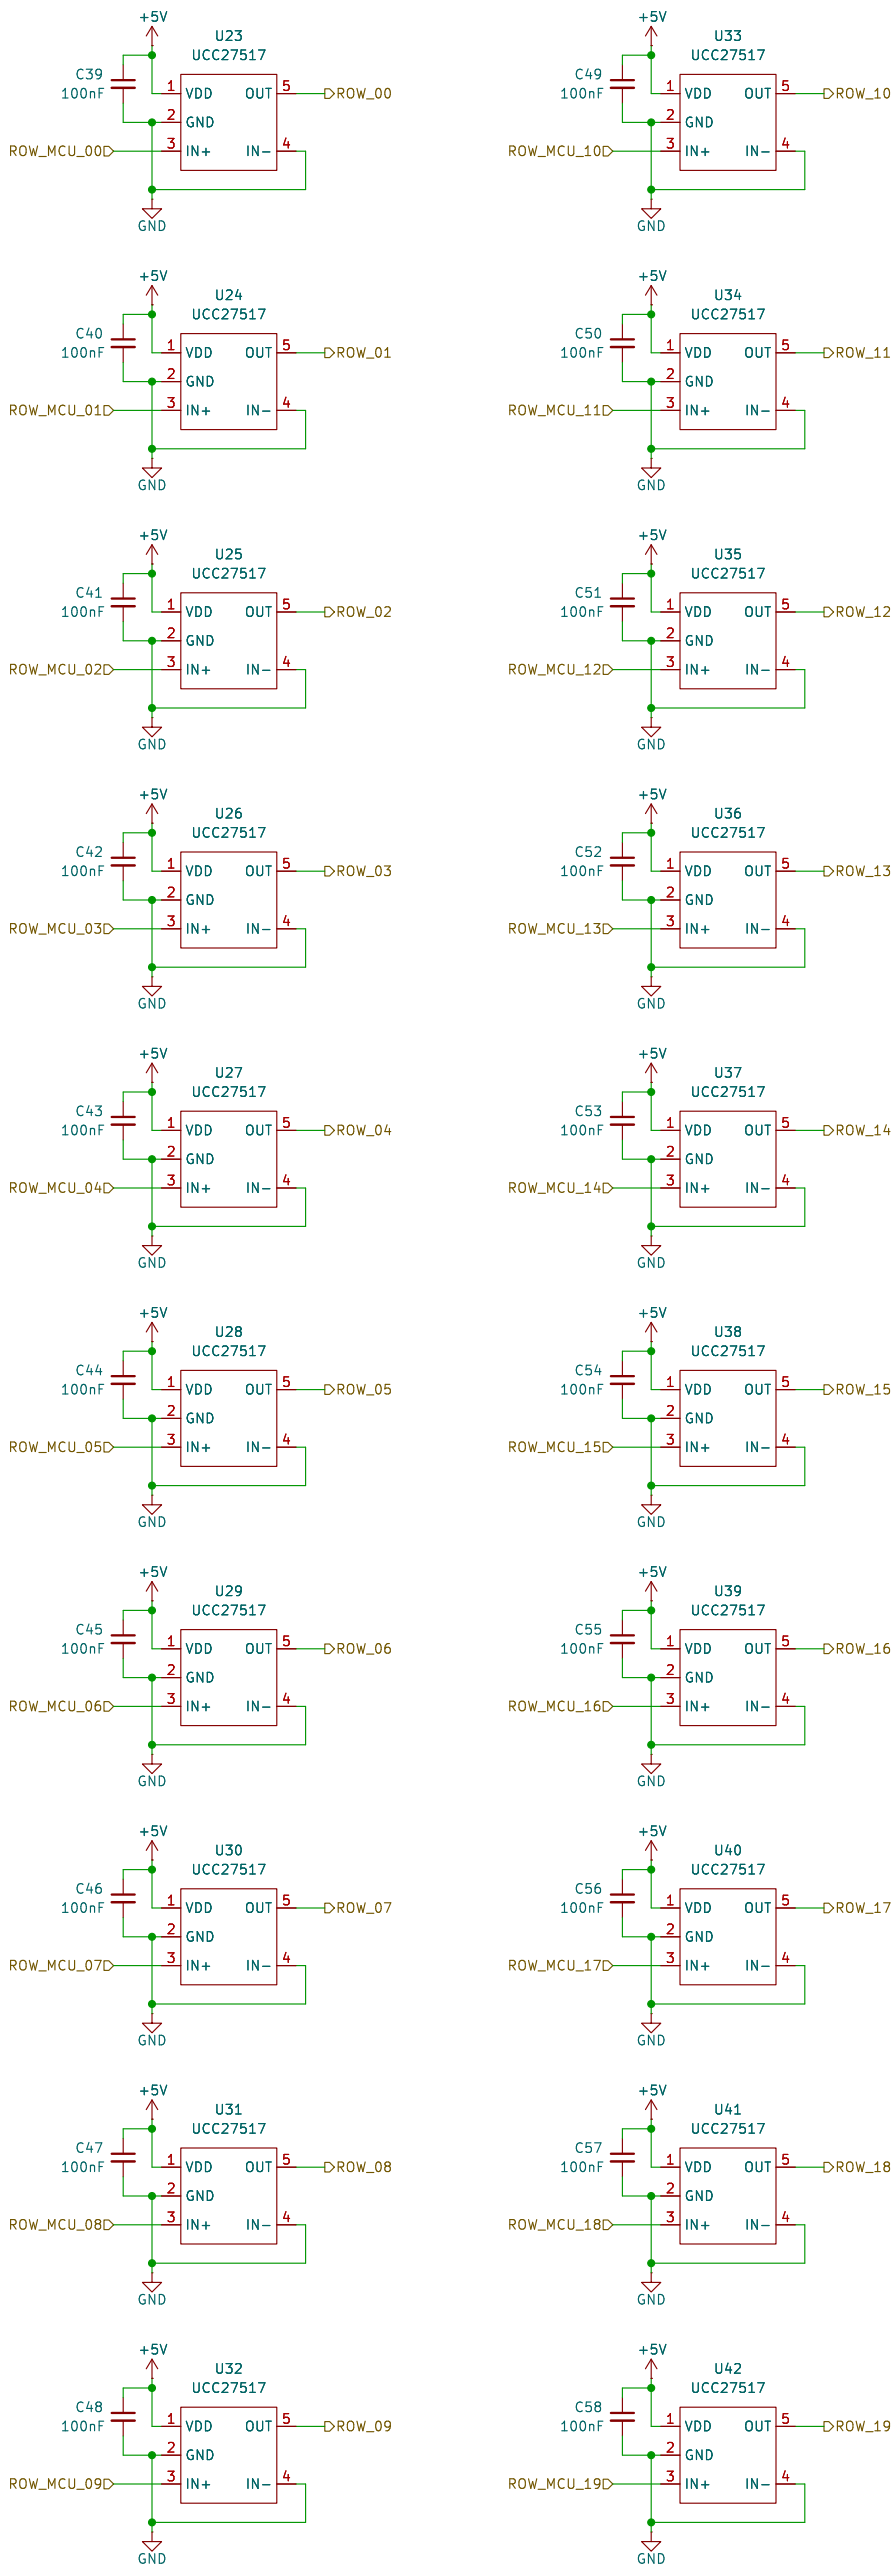 +5V
U23
UCC27517
C39
100nF
1 VDD OUT 5 ROW_00
2 GND
ROW_MCU_00 3 IN+ IN- 4
GND
+5V
U33
UCC27517
C49
100nF
1 VDD OUT 5 ROW_10
2 GND
ROW_MCU_10 3 IN+ IN- 4
GND
+5V
U24
UCC27517
C40
100nF
1 VDD OUT 5 ROW_01
2 GND
ROW_MCU_01 3 IN+ IN- 4
GND
+5V
U34
UCC27517
C50
100nF
1 VDD OUT 5 ROW_11
2 GND
ROW_MCU_11 3 IN+ IN- 4
GND
+5V
U25
UCC27517
C41
100nF
1 VDD OUT 5 ROW_02
2 GND
ROW_MCU_02 3 IN+ IN- 4
GND
+5V
U35
UCC27517
C51
100nF
1 VDD OUT 5 ROW_12
2 GND
ROW_MCU_12 3 IN+ IN- 4
GND
+5V
U26
UCC27517
C42
100nF
1 VDD OUT 5 ROW_03
2 GND
ROW_MCU_03 3 IN+ IN- 4
GND
+5V
U36
UCC27517
C52
100nF
1 VDD OUT 5 ROW_13
2 GND
ROW_MCU_13 3 IN+ IN- 4
GND
+5V
U27
UCC27517
C43
100nF
1 VDD OUT 5 ROW_04
2 GND
ROW_MCU_04 3 IN+ IN- 4
GND
+5V
U37
UCC27517
C53
100nF
1 VDD OUT 5 ROW_14
2 GND
ROW_MCU_14 3 IN+ IN- 4
GND
+5V
U28
UCC27517
C44
100nF
1 VDD OUT 5 ROW_05
2 GND
ROW_MCU_05 3 IN+ IN- 4
GND
+5V
U38
UCC27517
C54
100nF
1 VDD OUT 5 ROW_15
2 GND
ROW_MCU_15 3 IN+ IN- 4
GND
+5V
U29
UCC27517
C45
100nF
1 VDD OUT 5 ROW_06
2 GND
ROW_MCU_06 3 IN+ IN- 4
GND
+5V
U39
UCC27517
C55
100nF
1 VDD OUT 5 ROW_16
2 GND
ROW_MCU_16 3 IN+ IN- 4
GND
+5V
U30
UCC27517
C46
100nF
1 VDD OUT 5 ROW_07
2 GND
ROW_MCU_07 3 IN+ IN- 4
GND
+5V
U40
UCC27517
C56
100nF
1 VDD OUT 5 ROW_17
2 GND
ROW_MCU_17 3 IN+ IN- 4
GND
+5V
U31
UCC27517
C47
100nF
1 VDD OUT 5 ROW_08
2 GND
ROW_MCU_08 3 IN+ IN- 4
GND
+5V
U41
UCC27517
C57
100nF
1 VDD OUT 5 ROW_18
2 GND
ROW_MCU_18 3 IN+ IN- 4
GND
+5V
U32
UCC27517
C48
100nF
1 VDD OUT 5 ROW_09
2 GND
ROW_MCU_09 3 IN+ IN- 4
GND
+5V
U42
UCC27517
C58
100nF
1 VDD OUT 5 ROW_19
2 GND
ROW_MCU_19 3 IN+ IN- 4
GND